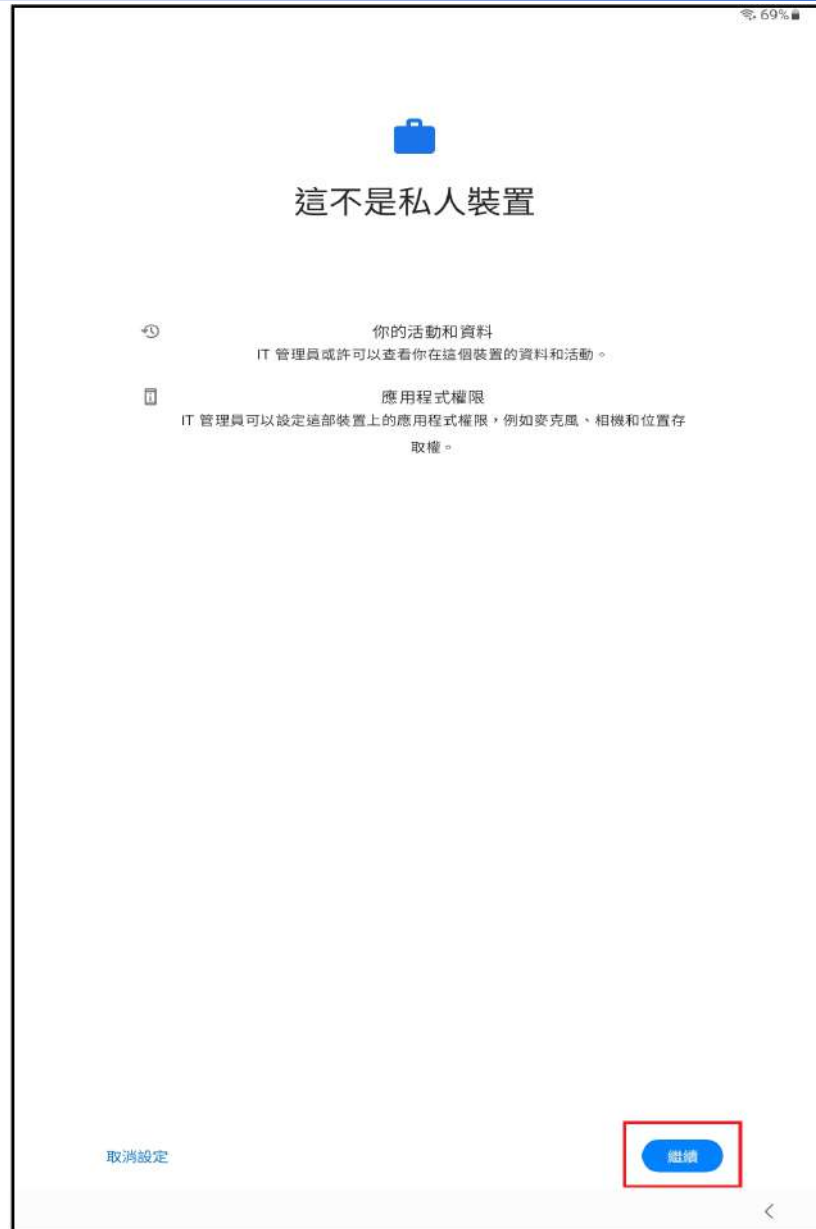 69%
這不是私人裝置
你的活動和資料
IT 管理員或許可以查看你在這個裝置的資料和活動。
應用程式權限
IT 管理員可以設定這部裝置上的應用程式權限，例如麥克風、相機和位置存
取權。
取消設定
繼續